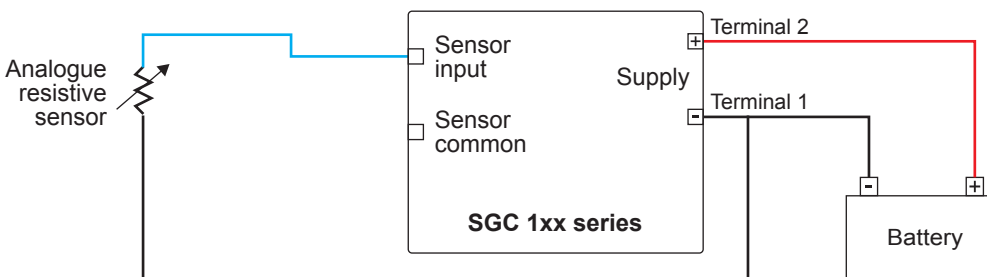 Analogue
resistive
sensor
Sensor
input
Sensor
common
Supply
+
Terminal 2
Terminal 1
-
SGC 1xx series
-
+
Battery